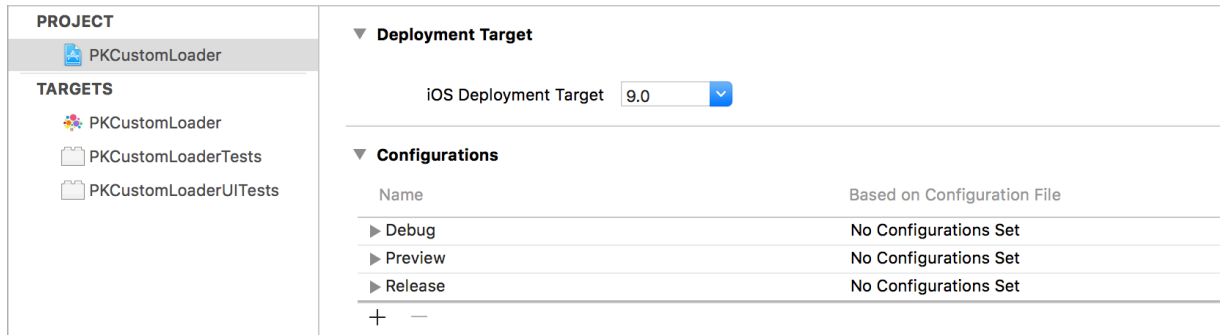 PROJECT
PKCustomLoader
TARGETS
PKCustomLoader
PKCustomLoaderTests
PKCustomLoaderUITests
Deployment Target
iOS Deployment Target 9.0
Configurations
Name Based on Configuration File
Debug No Configurations Set
Preview No Configurations Set
Release No Configurations Set
+ −